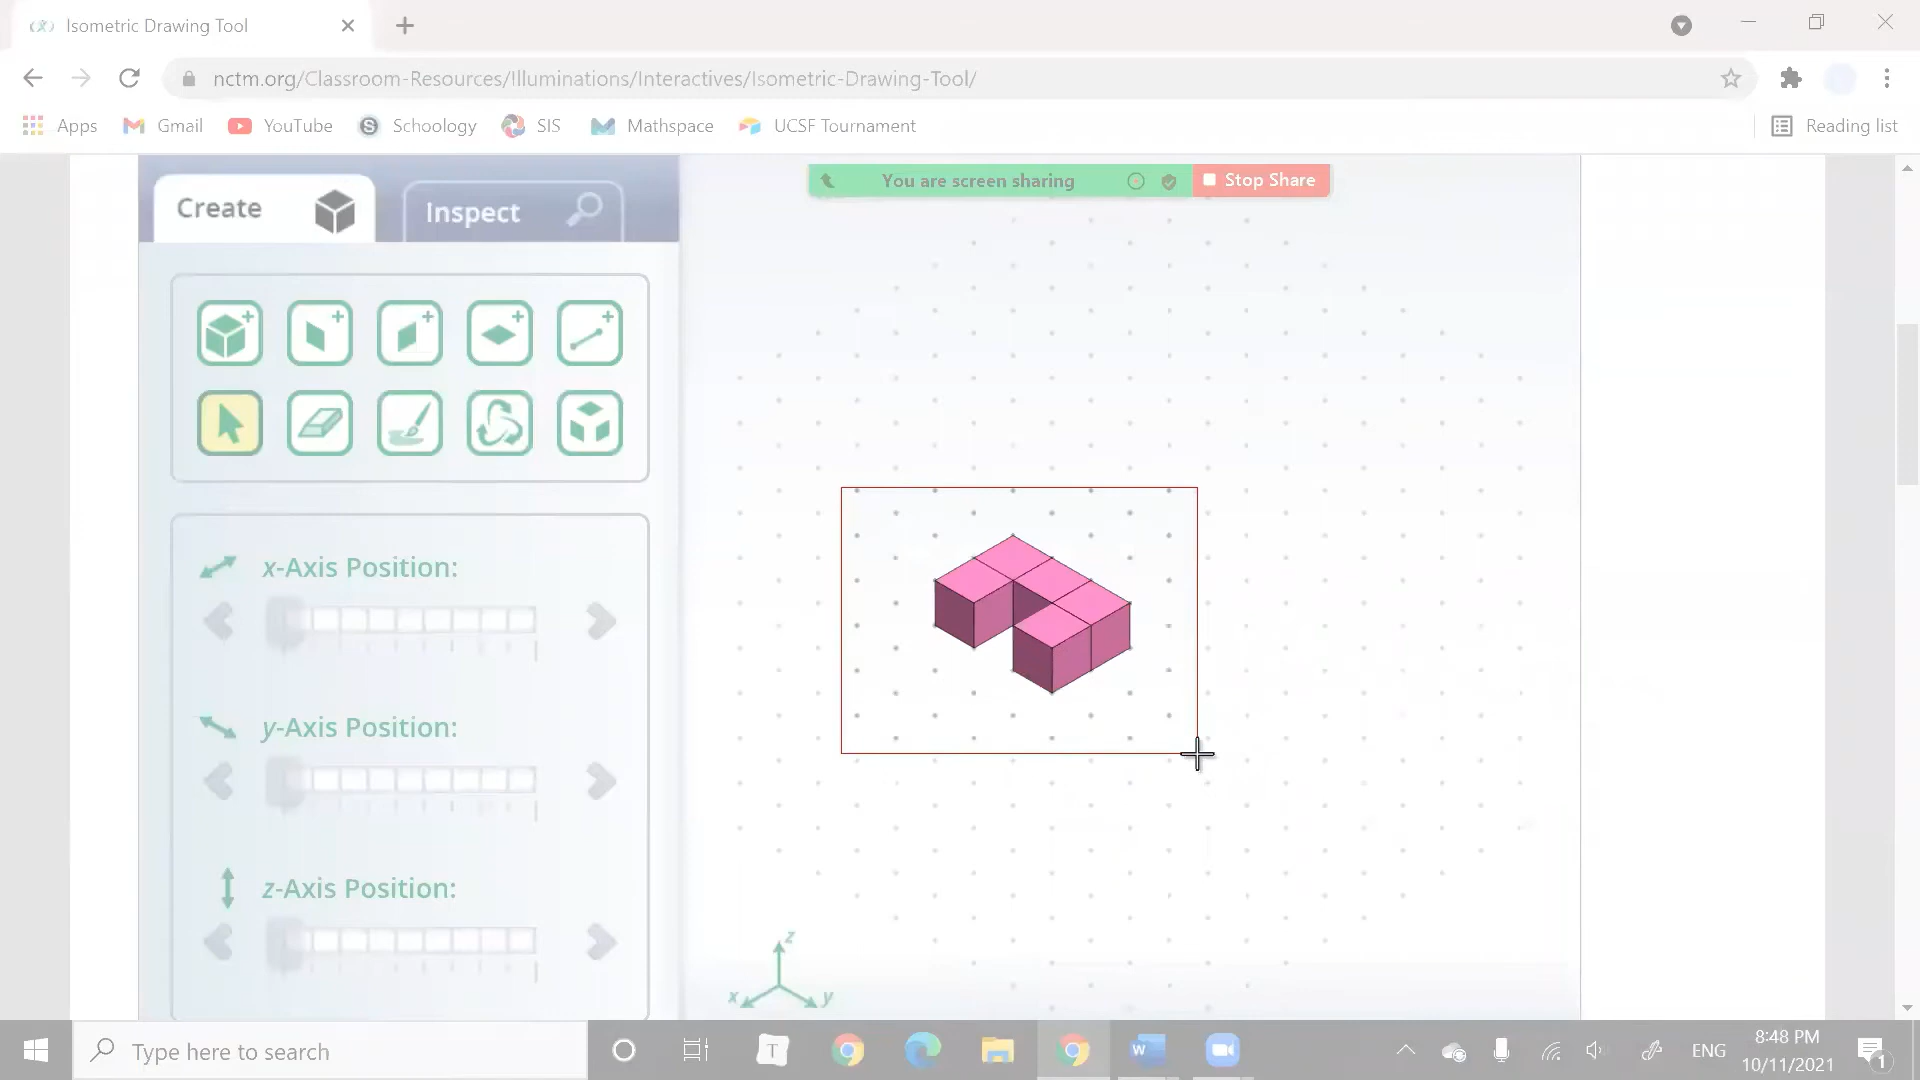 Isometric Drawing Tool
nctm.org/Classroom-Resources/Illuminations/Interactives/Isometric-Drawing-Tool/
Apps Gmail YouTube Schoology SIS Mathspace UCSF Tournament Reading list
You are screen sharing Stop Share
Create Inspect
x-Axis Position:
y-Axis Position:
z-Axis Position:
z
x y
Type here to search
T
W
ENG
8:48 PM
10/11/2021
1